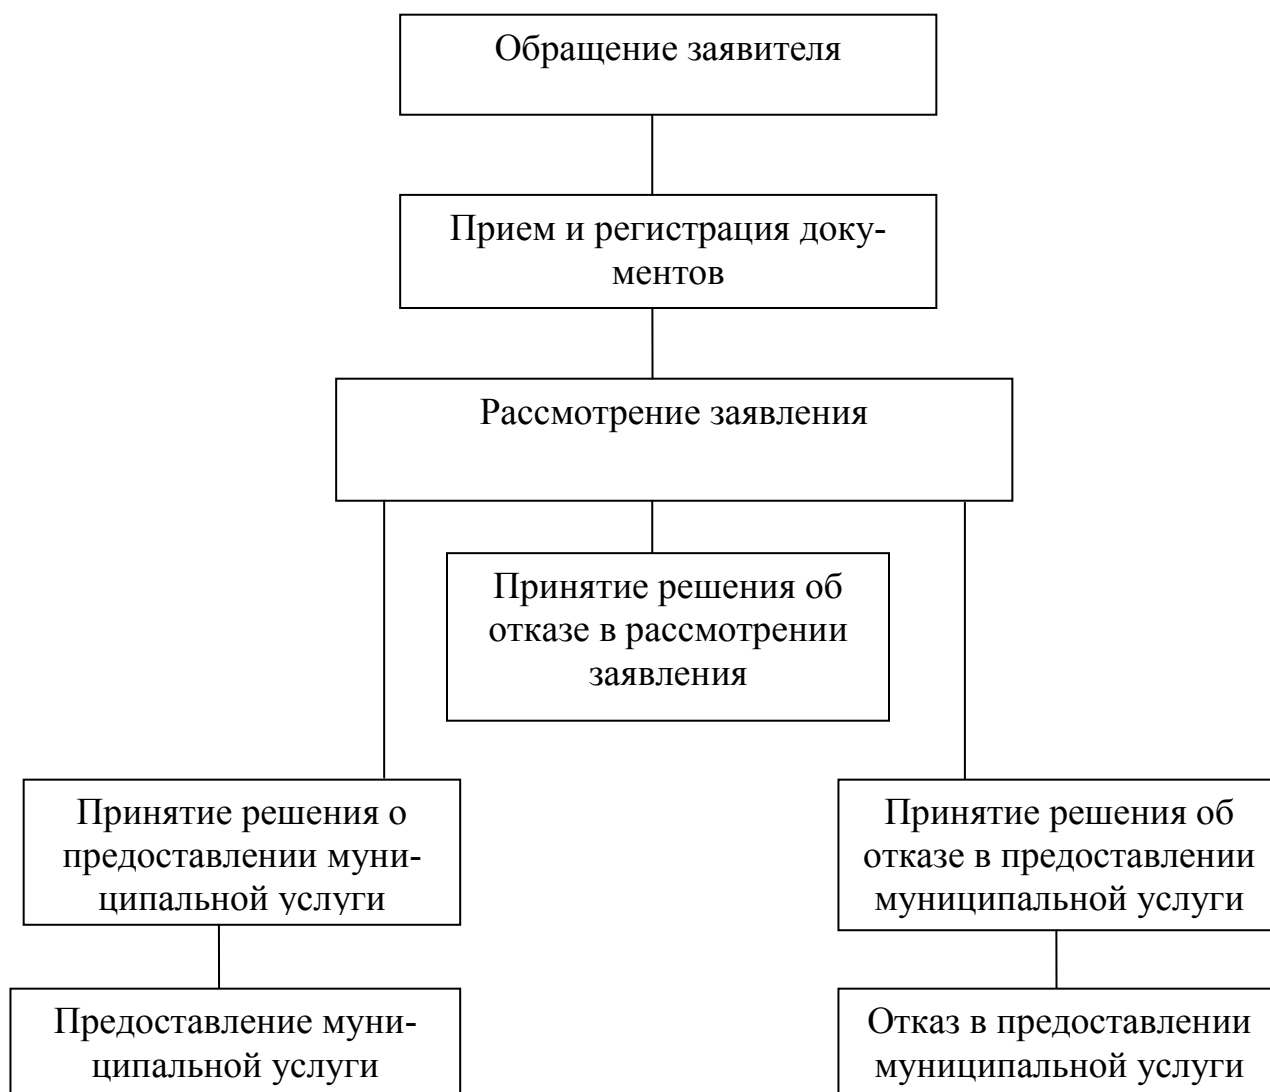 Обращение заявителя
Прием и регистрация доку-
ментов
Рассмотрение заявления
Принятие решения об
отказе в рассмотрении
заявления
Принятие решения о
предоставлении муни-
ципальной услуги
Принятие решения об
отказе в предоставлении
муниципальной услуги
Предоставление муни-
ципальной услуги
Отказ в предоставлении
муниципальной услуги